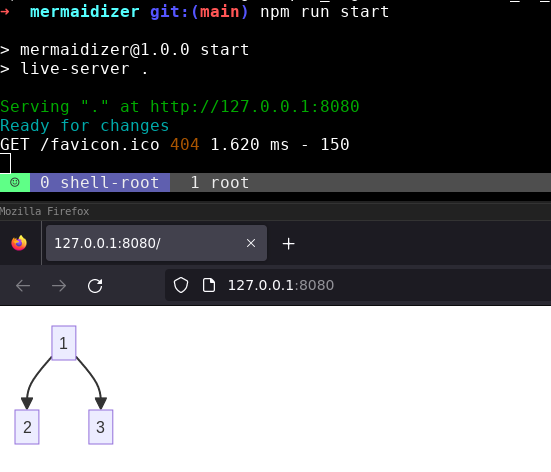 → mermaidizer git:(main) npm run start
> mermaidizer@1.0.0 start
> live-server .
Serving "." at http://127.0.0.1:8080
Ready for changes
GET /favicon.ico 404 1.620 ms - 150
☺ 0 shell-root 1 root
Mozilla Firefox
127.0.0.1:8080/
127.0.0.1:8080
1
2 3